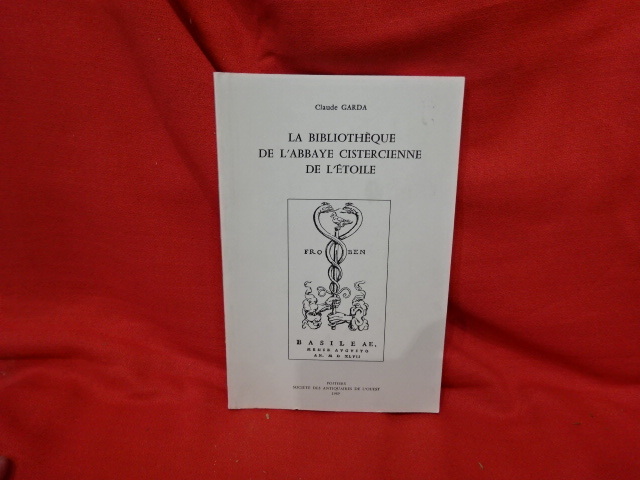 Claude GARDA
LA BIBLIOTHÊQUE
DE L'ABBAYE CISTERCIENNE
DE L'ÉTOILE
FRO BEN
BASILEAE,
MENSE AVGVSTO
AN. M D XLVII
POITIERS
SOCIÉTÉ DES ANTIQUAIRES DE L'OUEST